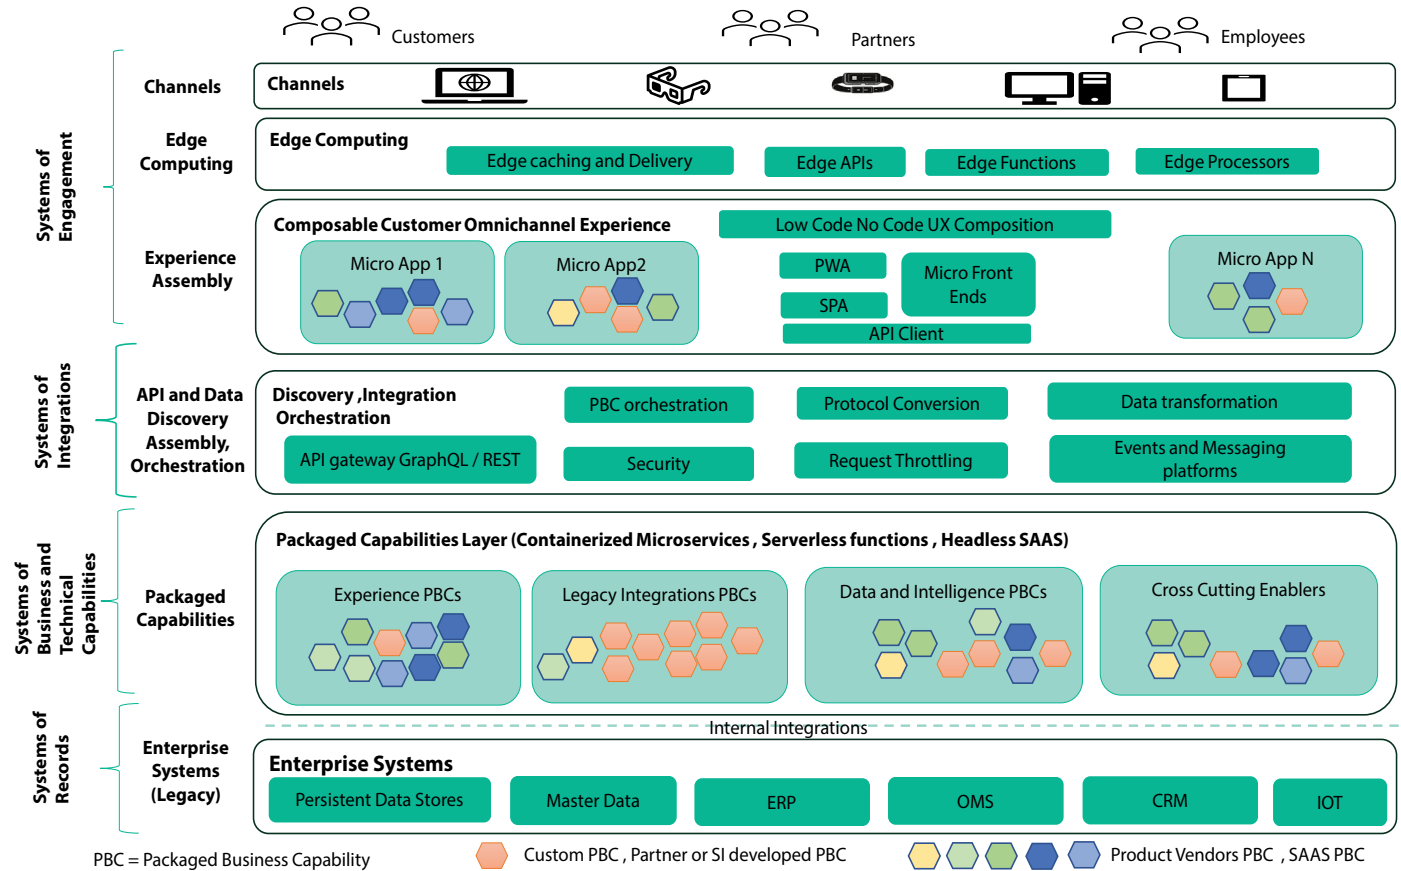 Customers
Partners
Employees
Systems of
Engagement
Channels
Channels
Edge
Computing
Edge Computing
Edge caching and Delivery
Edge APIs
Edge Functions
Edge Processors
Experience
Assembly
Composable Customer Omnichannel Experience
Low Code No Code UX Composition
Micro App 1
Micro App2
PWA
SPA
Micro Front
Ends
API Client
Micro App N
Systems of
Integrations
API and Data
Discovery
Assembly,
Orchestration
Discovery ,Integration
Orchestration
PBC orchestration
Protocol Conversion
Data transformation
API gateway GraphQL / REST
Security
Request Throttling
Events and Messaging
platforms
Systems of
Business and
Technical
Capabilities
Packaged
Capabilities
Packaged Capabilities Layer (Containerized Microservices , Serverless functions , Headless SAAS)
Experience PBCs
Legacy Integrations PBCs
Data and Intelligence PBCs
Cross Cutting Enablers
Internal Integrations
Systems of
Records
Enterprise
Systems
(Legacy)
Enterprise Systems
Persistent Data Stores
Master Data
ERP
OMS
CRM
IOT
PBC = Packaged Business Capability
Custom PBC , Partner or SI developed PBC
Product Vendors PBC , SAAS PBC